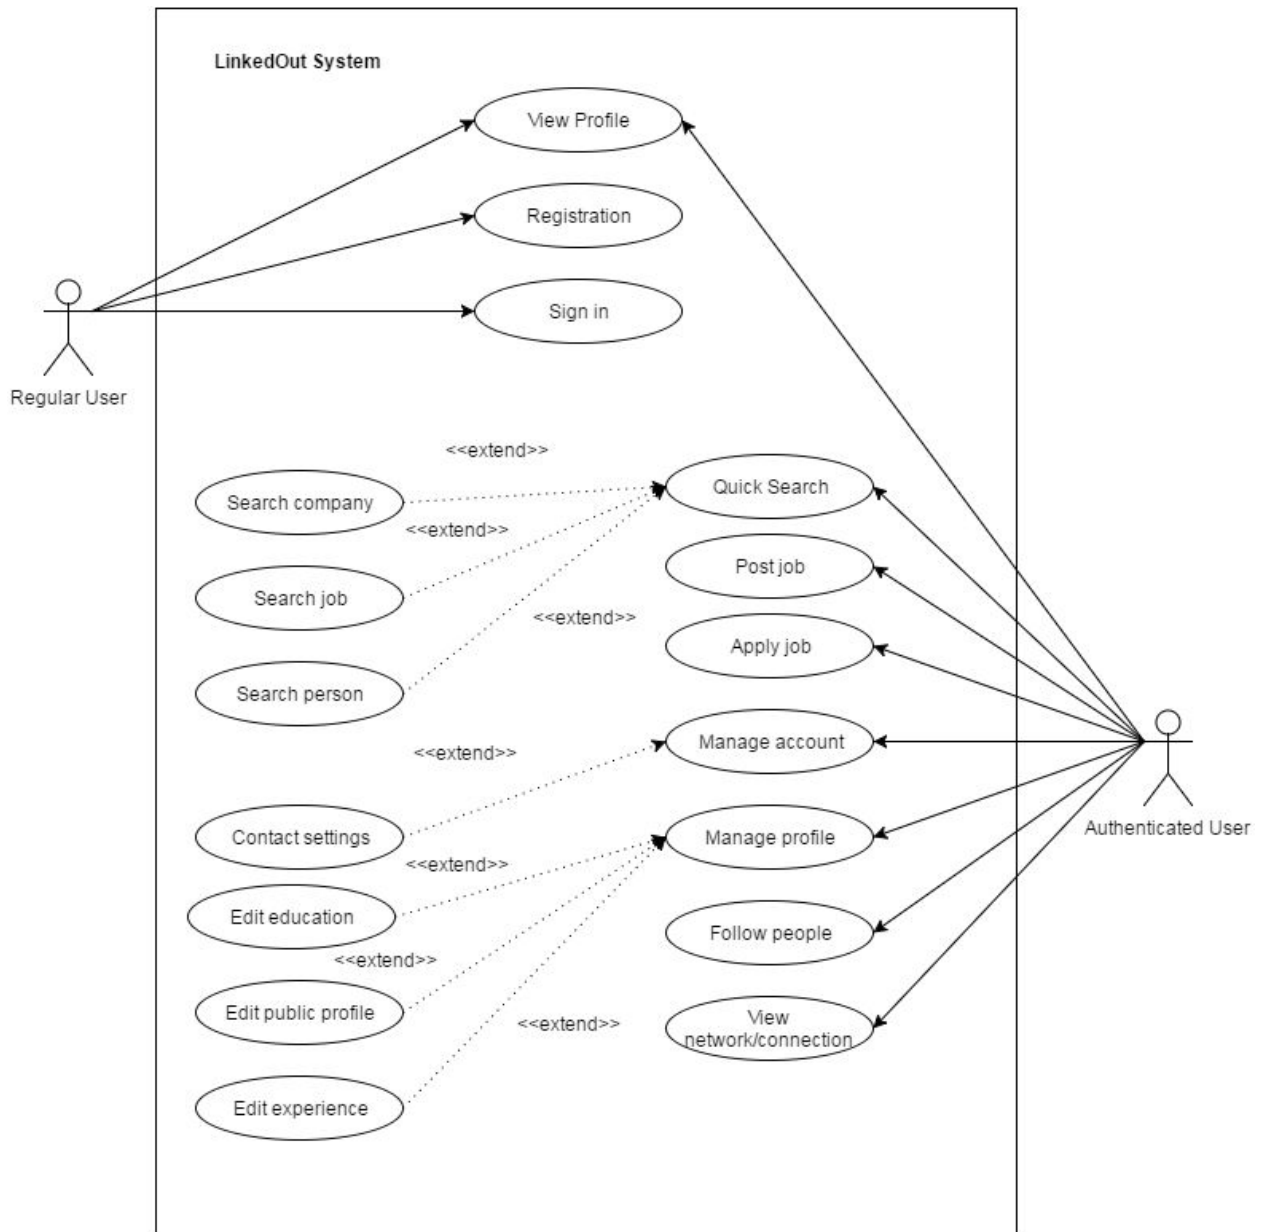 LinkedOut System
View Profile
Registration
Sign in
Regular User
<<extend>>
Search company
Quick Search
<<extend>>
Post job
Search job
<<extend>>
Apply job
Search person
Manage account
<<extend>>
Authenticated User
Contact settings
Manage profile
<<extend>>
Edit education
Follow people
<<extend>>
Edit public profile
<<extend>>
View
network/connection
Edit experience